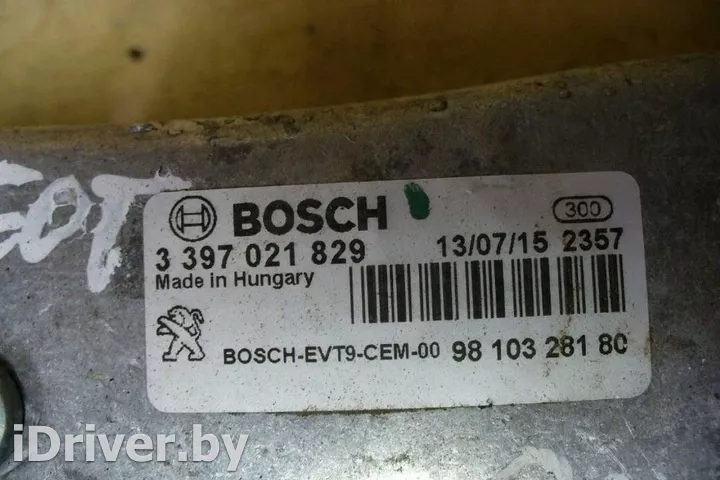 EOT
BOSCH
300
3 397 021 829
13/07/15 2357
Made in Hungary
BOSCH-EVT9-CEM-00 98 103 281 80
iDriver.by